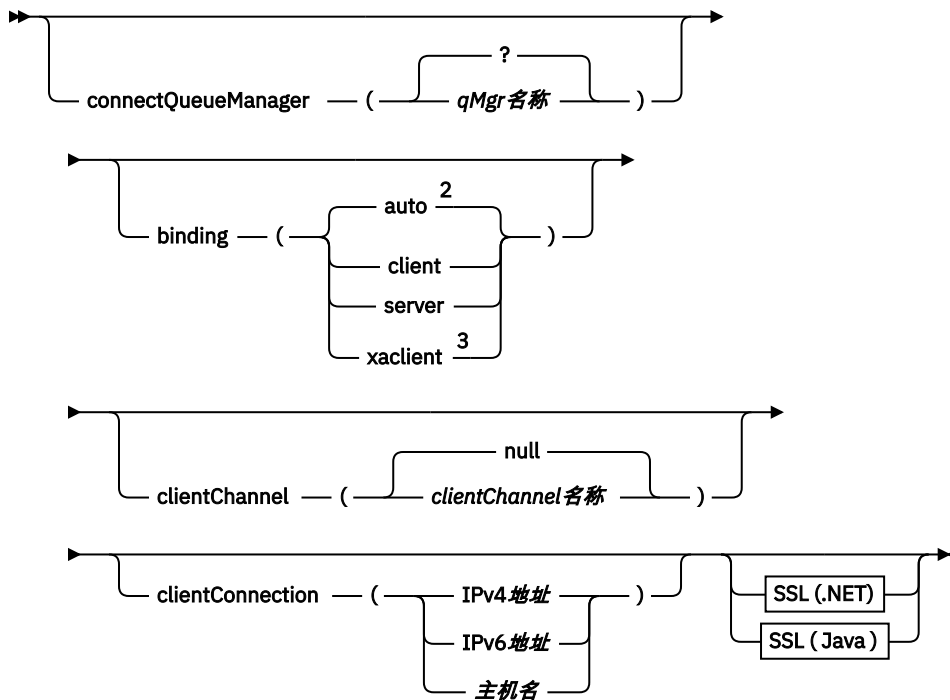 ?
connectQueueManager ( qMgr名称 )
auto 2
binding ( )
client
server
xaclient 3
null
clientChannel ( clientChannel名称 )
clientConnection ( IPv4地址 ) SSL (.NET)
IPv6地址 SSL ( Java )
主机名